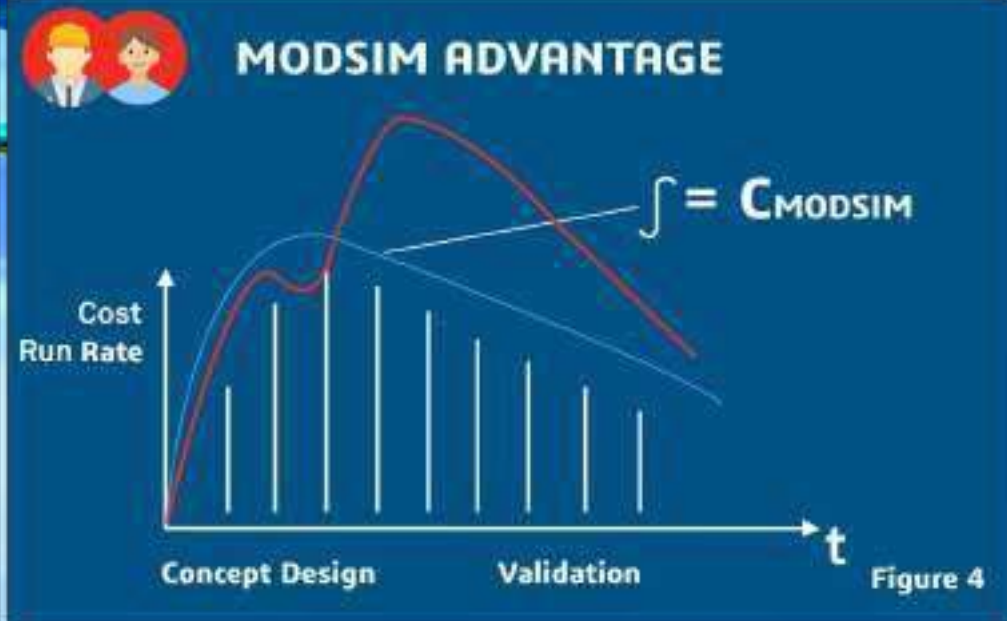 MODSIM ADVANTAGE
∫= CMODSIM
Cost
Run Rate
t
Concept Design
Validation
Figure 4